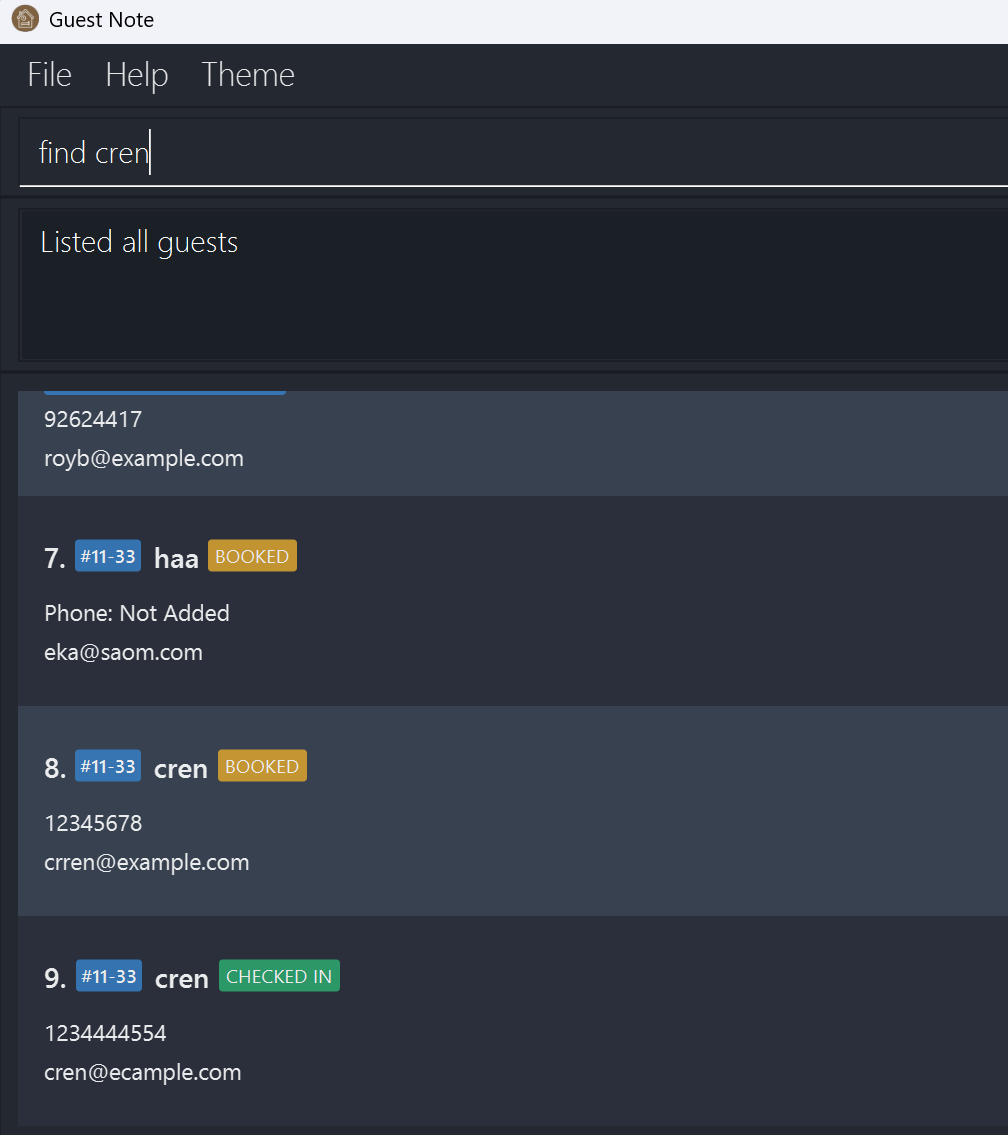 Guest Note
File Help Theme
find cren
Listed all guests
92624417
royb@example.com
7. #11-33 haa BOOKED
Phone: Not Added
eka@saom.com
8. #11-33 cren BOOKED
12345678
crren@example.com
9. #11-33 cren CHECKED IN
1234444554
cren@ecample.com